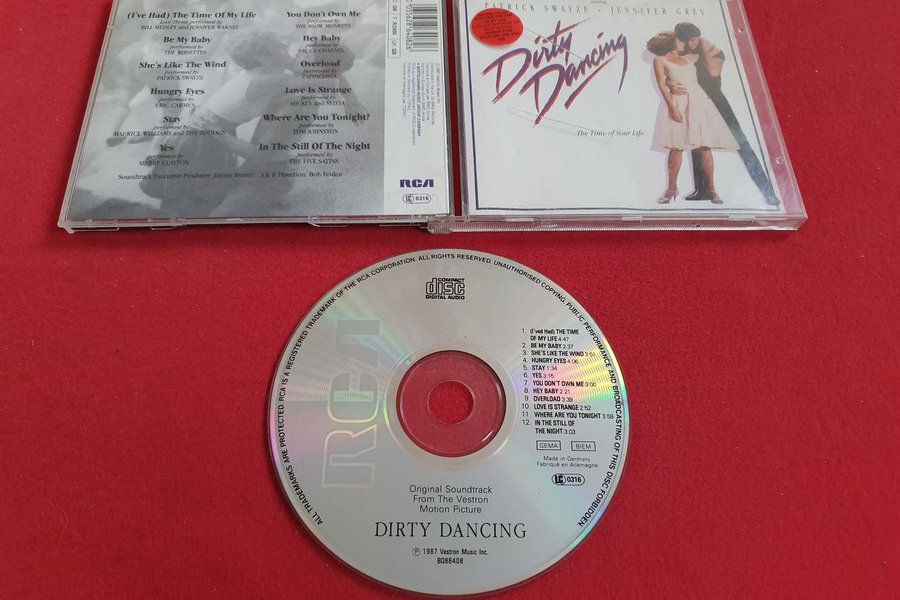 (I've Had) The Time Of My Life
Love Theme performed by
BILL MEDLEY and JENNIFER WARNES
Be My Baby
performed by
THE RONETTES
She's Like The Wind
performed by
PATRICK SWAYZE
Hungry Eyes
performed by
ERIC CARMEN
Stay
performed by
MAURICE WILLIAMS and THE ZODIACS
Yes
performed by
MERRY CLAYTON
You Don't Own Me
performed by
THE BLOW MONKEYS
Hey Baby
performed by
BRUCE CHANNEL
Overload
performed by
ZAPPACOSTA
Love Is Strange
performed by
MICKEY and SYLVIA
Where Are You Tonight?
performed by
TOM JOHNSTON
In The Still Of The Night
performed by
THE FIVE SATINS
Soundtrack Executive Producer: Jimmy Ienner A&R Direction: Bob Feiden
RCA
LC 0316
PATRICK SWAYZE • JENNIFER GREY
Dirty
Dancing
The Time of Your Life.
ALL TRADEMARKS ARE PROTECTED. RCA IS A REGISTERED TRADEMARK OF THE RCA CORPORATION. ALL RIGHTS RESERVED. UNAUTHORISED COPYING, PUBLIC PERFORMANCE AND BROADCASTING OF THIS DISC FORBIDDEN.
COMPACT
disc
DIGITAL AUDIO
RCA
1. (I'ved Had) THE TIME
OF MY LIFE 4:47
2. BE MY BABY 2:37
3. SHE'S LIKE THE WIND 3:51
4. HUNGRY EYES 4:06
5. STAY 1:34
6. YES 3:15
7. YOU DON'T OWN ME 3:00
8. HEY BABY 2:21
9. OVERLOAD 3:39
10. LOVE IS STRANGE 2:52
11. WHERE ARE YOU TONIGHT 3:59
12. IN THE STILL OF
THE NIGHT 3:03
GEMA BIEM
Made in Germany
Fabriqué en Allemagne
LC 0316
Original Soundtrack
From The Vestron
Motion Picture
DIRTY DANCING
℗ 1987 Vestron Music Inc.
BD86408